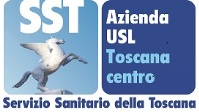 SST
Azienda
USL
Toscana
centro
Servizio Sanitario della Toscana